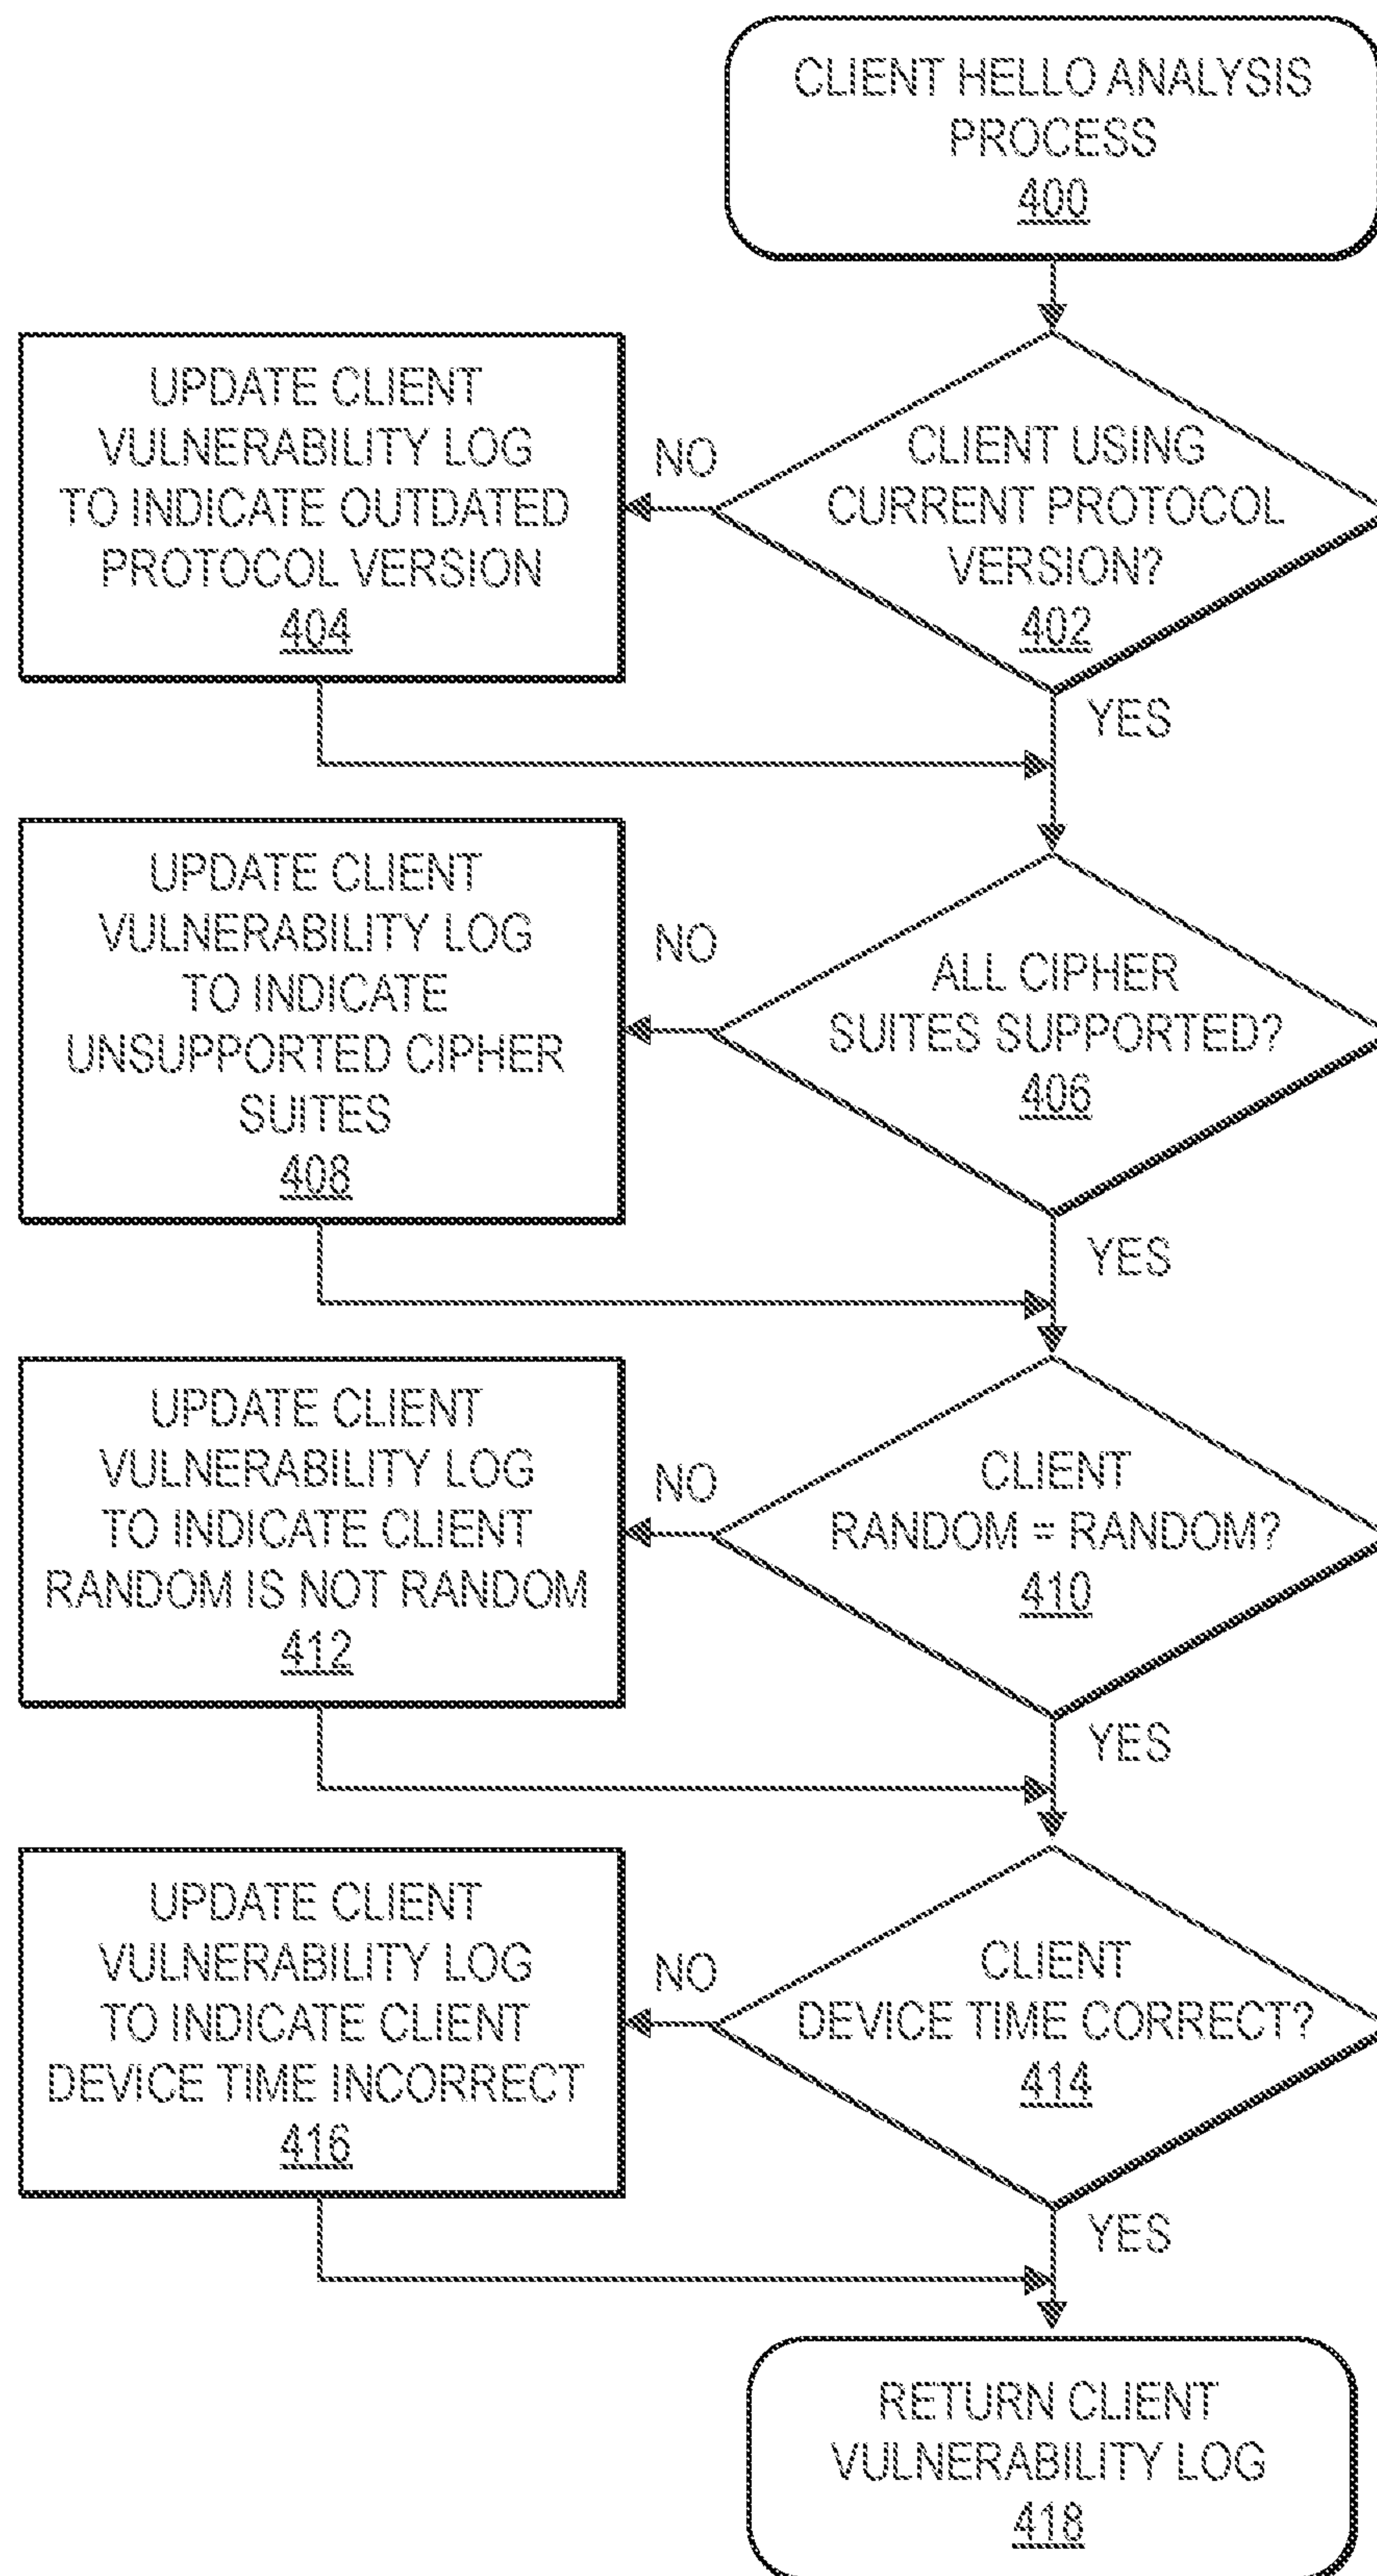 CLIENT HELLO ANALYSIS
PROCESS
400
CLIENT USING
CURRENT PROTOCOL
VERSION?
402
NO
UPDATE CLIENT
VULNERABILITY LOG
TO INDICATE OUTDATED
PROTOCOL VERSION
404
YES
ALL CIPHER
SUITES SUPPORTED?
406
NO
UPDATE CLIENT
VULNERABILITY LOG
TO INDICATE
UNSUPPORTED CIPHER
SUITES
408
YES
CLIENT
RANDOM = RANDOM?
410
NO
UPDATE CLIENT
VULNERABILITY LOG
TO INDICATE CLIENT
RANDOM IS NOT RANDOM
412
YES
CLIENT
DEVICE TIME CORRECT?
414
NO
UPDATE CLIENT
VULNERABILITY LOG
TO INDICATE CLIENT
DEVICE TIME INCORRECT
416
YES
RETURN CLIENT
VULNERABILITY LOG
418